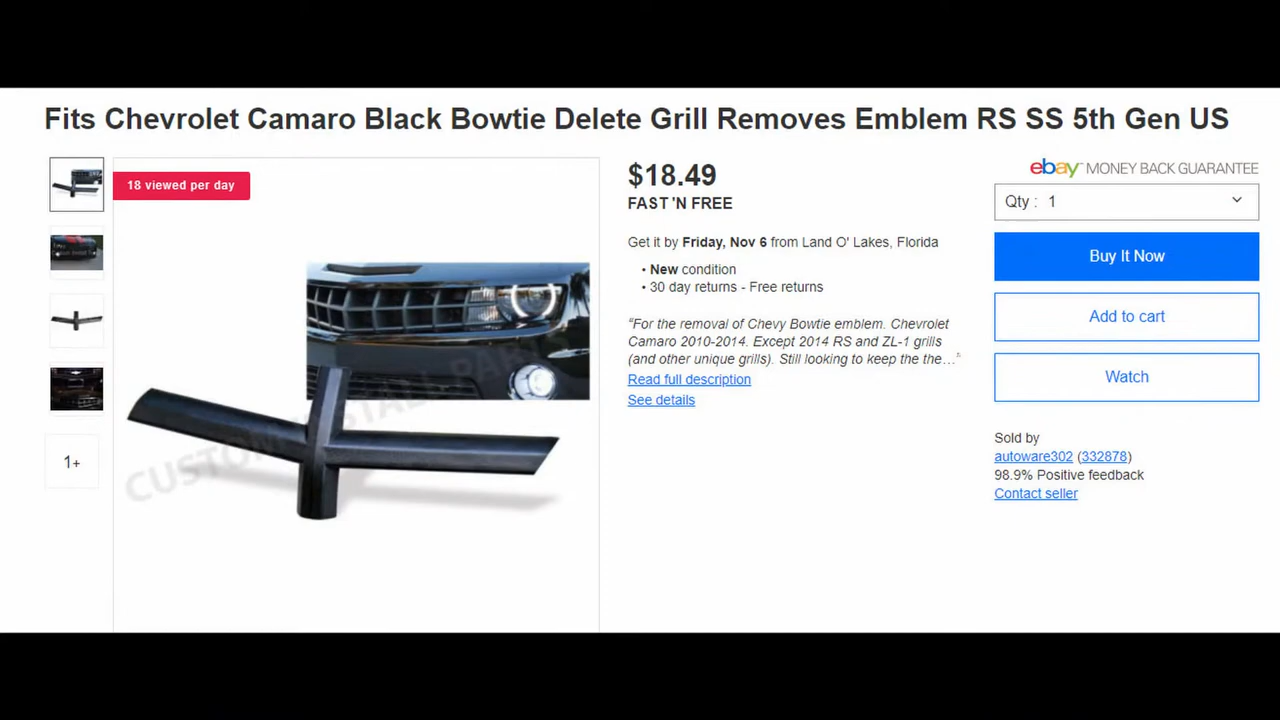 Fits Chevrolet Camaro Black Bowtie Delete Grill Removes Emblem RS SS 5th Gen US
18 viewed per day
1+
$18.49
FAST 'N FREE
Get it by Friday, Nov 6 from Land O' Lakes, Florida
• New condition
• 30 day returns - Free returns
"For the removal of Chevy Bowtie emblem. Chevrolet
Camaro 2010-2014. Except 2014 RS and ZL-1 grills
(and other unique grills). Still looking to keep the the…"
Read full description
See details
ebay MONEY BACK GUARANTEE
Qty : 1
Buy It Now
Add to cart
Watch
Sold by
autoware302 (332878)
98.9% Positive feedback
Contact seller